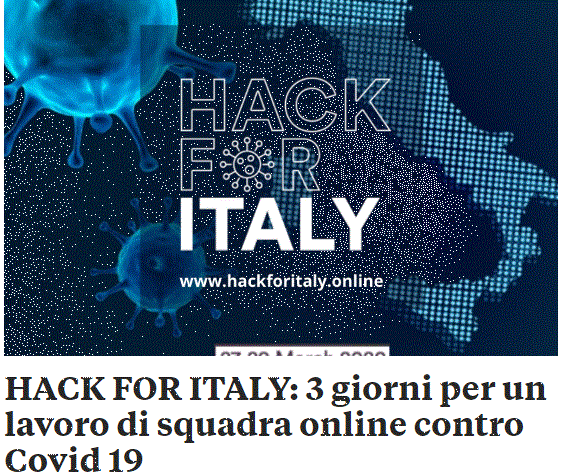 HACK
FOR
ITALY
www.hackforitaly.online
HACK FOR ITALY: 3 giorni per un
lavoro di squadra online contro
Covid 19